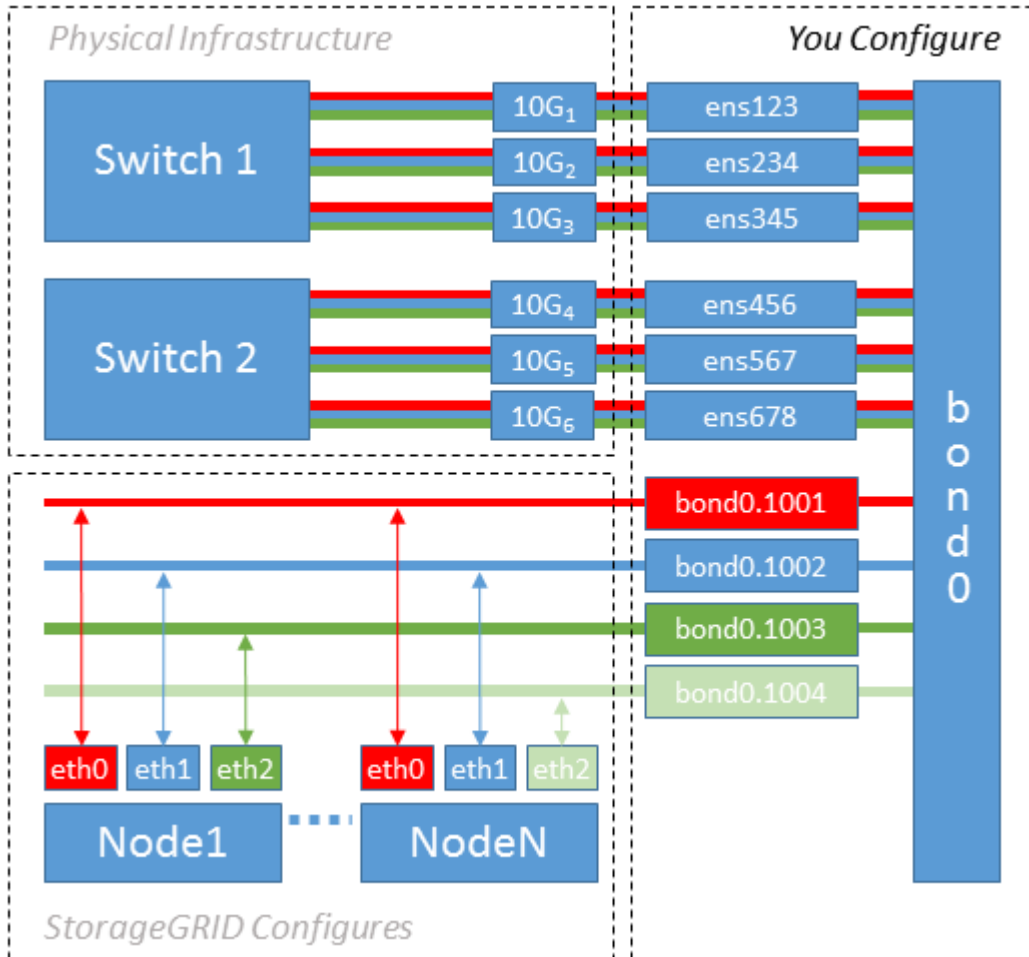 Physical Infrastructure
You Configure
Switch 1
10G₁
ens123
10G₂
ens234
10G₃
ens345
Switch 2
10G₄
ens456
10G₅
ens567
10G₆
ens678
bond0
bond0.1001
bond0.1002
bond0.1003
bond0.1004
eth0
eth1
eth2
eth0
eth1
eth2
Node1
NodeN
StorageGRID Configures